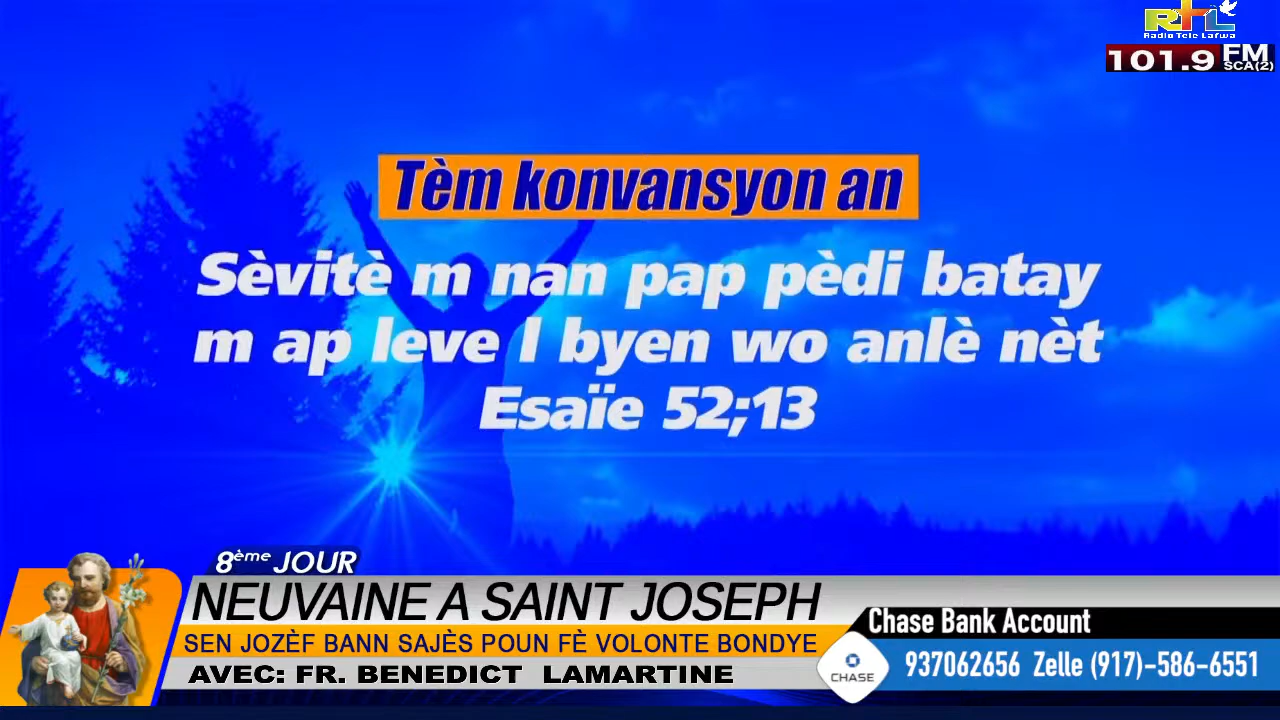 RTL
Radio Tele Lafwa
101.9 FM
SCA(2)
Tèm konvansyon an
Sèvitè m nan pap pèdi batay
m ap leve l byen wo anlè nèt
Esaïe 52;13
8ème JOUR
NEUVAINE A SAINT JOSEPH
SEN JOZÈF BANN SAJÈS POUN FÈ VOLONTE BONDYE
AVEC: FR. BENEDICT LAMARTINE
Chase Bank Account
937062656 Zelle (917)-586-6551
CHASE